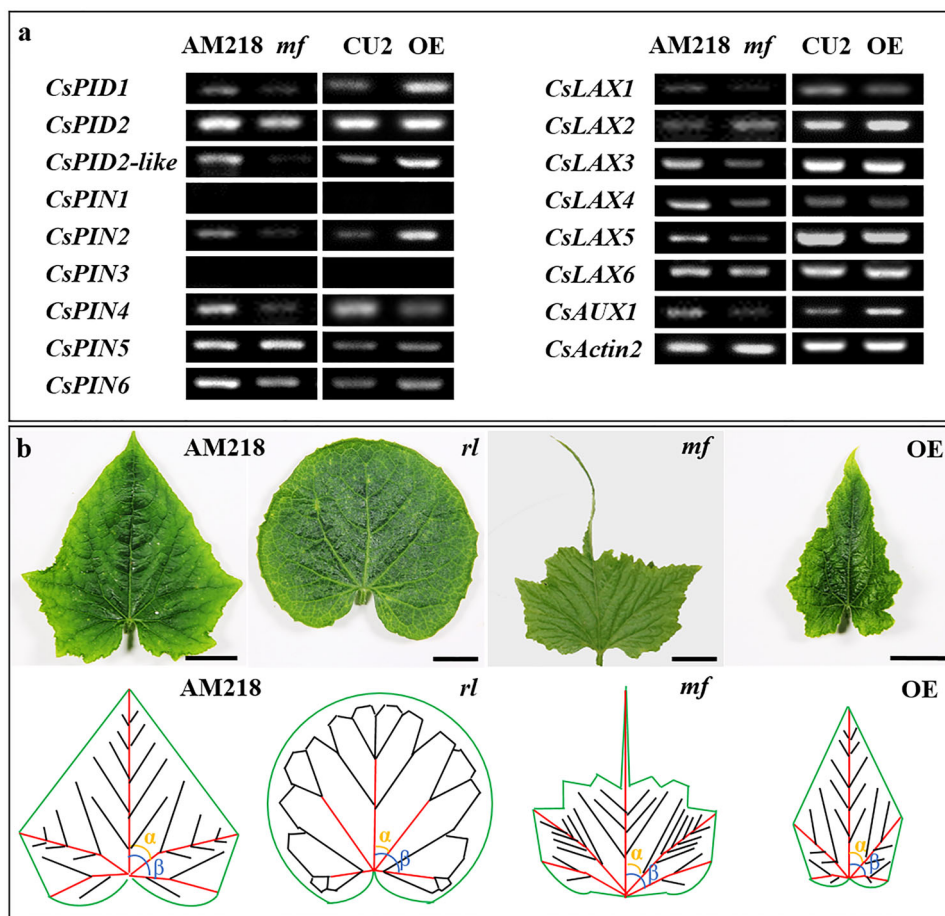 a
AM218 mf CU2 OE
CsPID1
CsPID2
CsPID2-like
CsPIN1
CsPIN2
CsPIN3
CsPIN4
CsPIN5
CsPIN6
AM218 mf CU2 OE
CsLAX1
CsLAX2
CsLAX3
CsLAX4
CsLAX5
CsLAX6
CsAUX1
CsActin2
b
AM218 rl mf OE
AM218 rl mf OE
α β α β α β α β